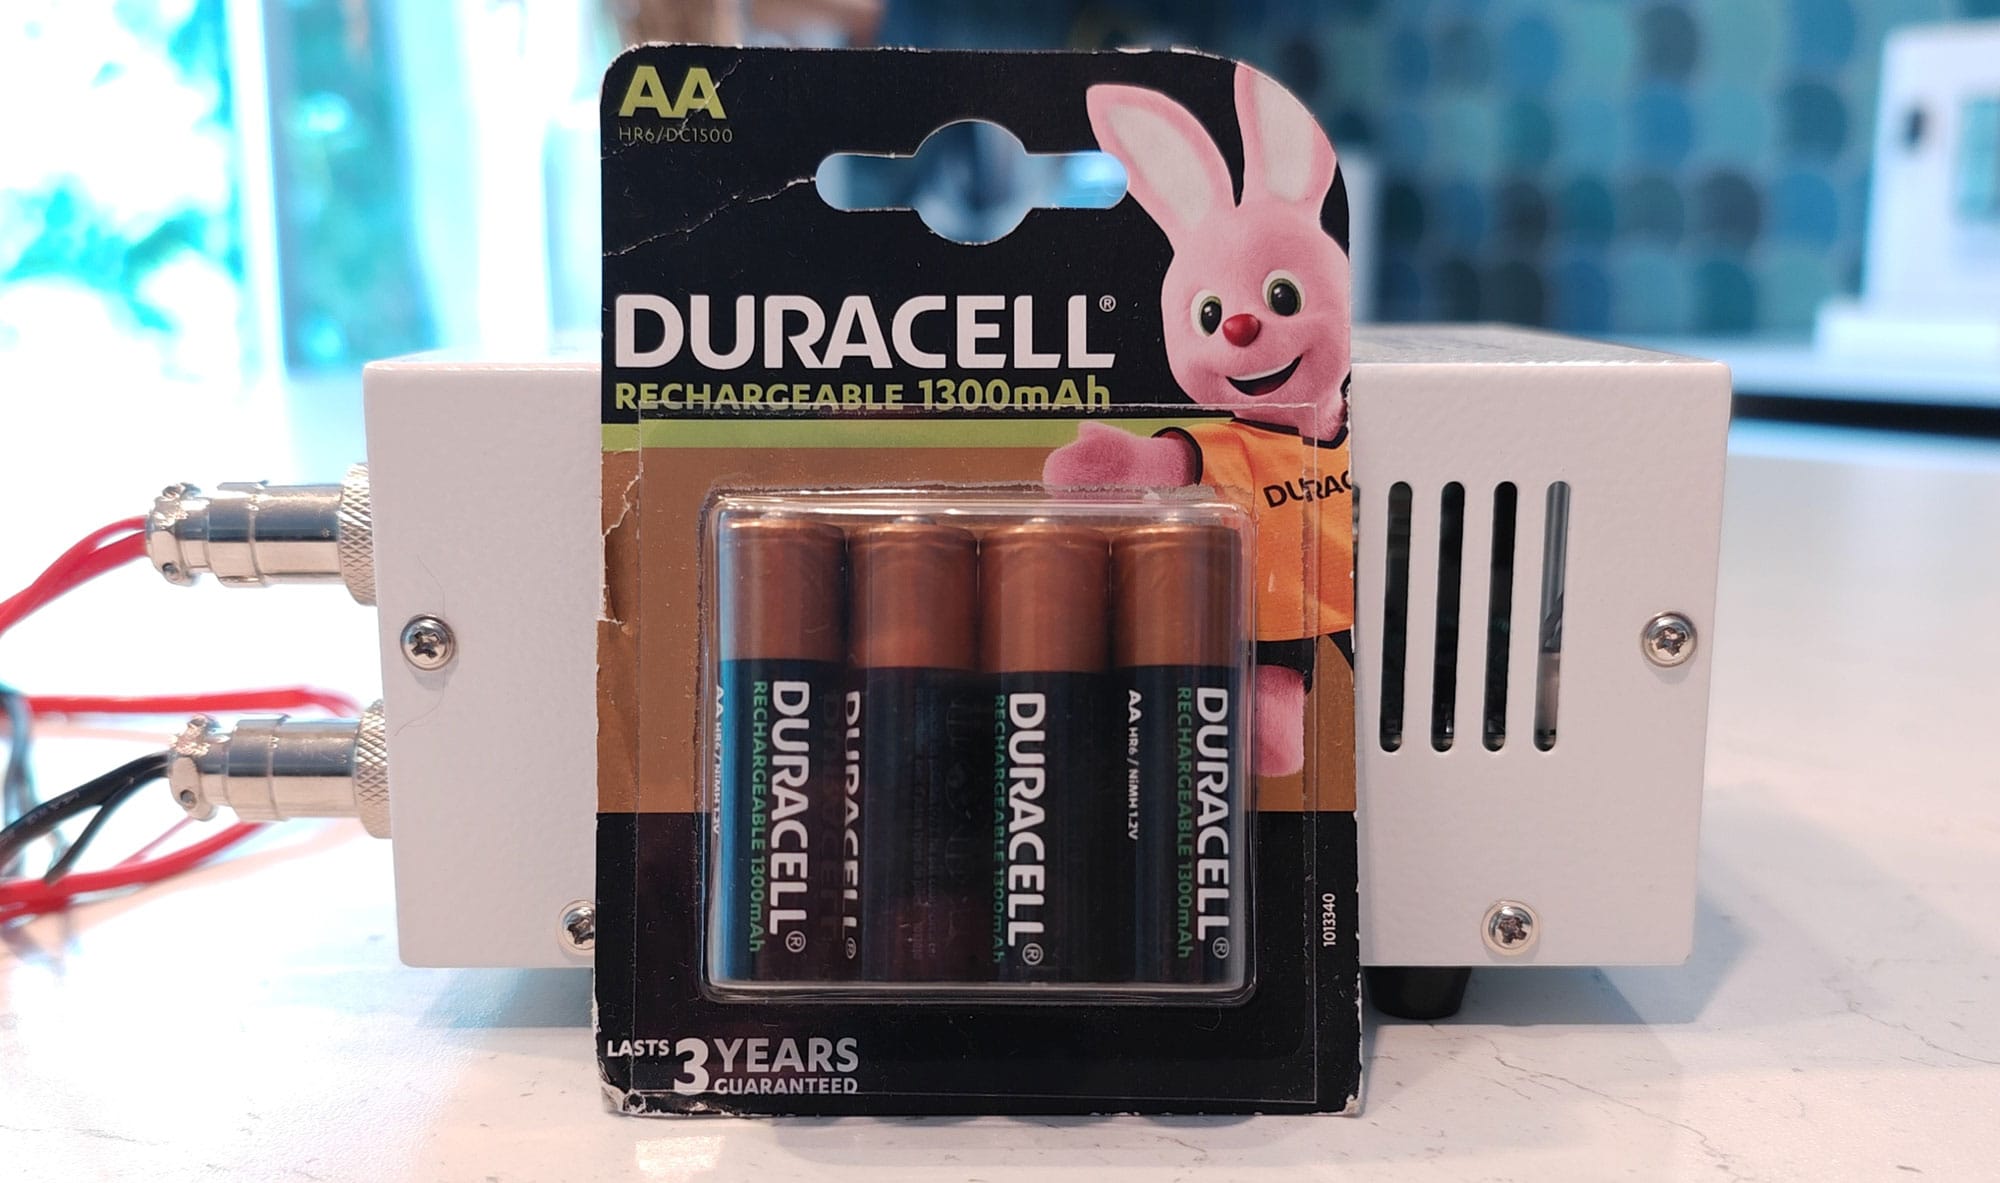 AA
HR6/DC1500
DURACELL®
RECHARGEABLE 1300mAh
DURAC
DURACELL®
RECHARGEABLE 1300mAh
AA HR6 / NiMH 1.2V
DURACELL®
DURACELL®
RECHARGEABLE 1300mAh
AA HR6 / NiMH 1.2V
DURACELL®
RECHARGEABLE 1300mAh
1013340
LASTS 3 YEARS
GUARANTEED